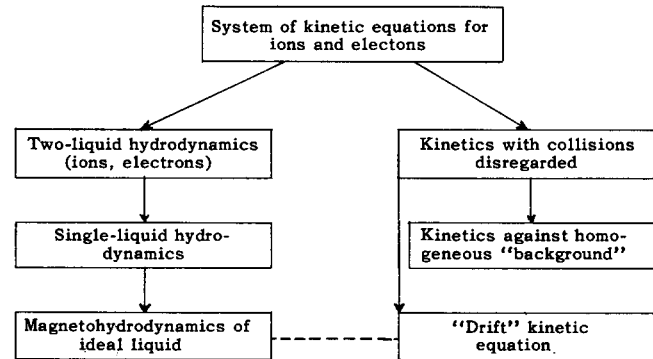 System of kinetic equations for
ions and electons
Two-liquid hydrodynamics
(ions, electrons)
Kinetics with collisions
disregarded
Single-liquid hydro-
dynamics
Kinetics against homo-
geneous "background"
Magnetohydrodynamics of
ideal liquid
"Drift" kinetic
equation